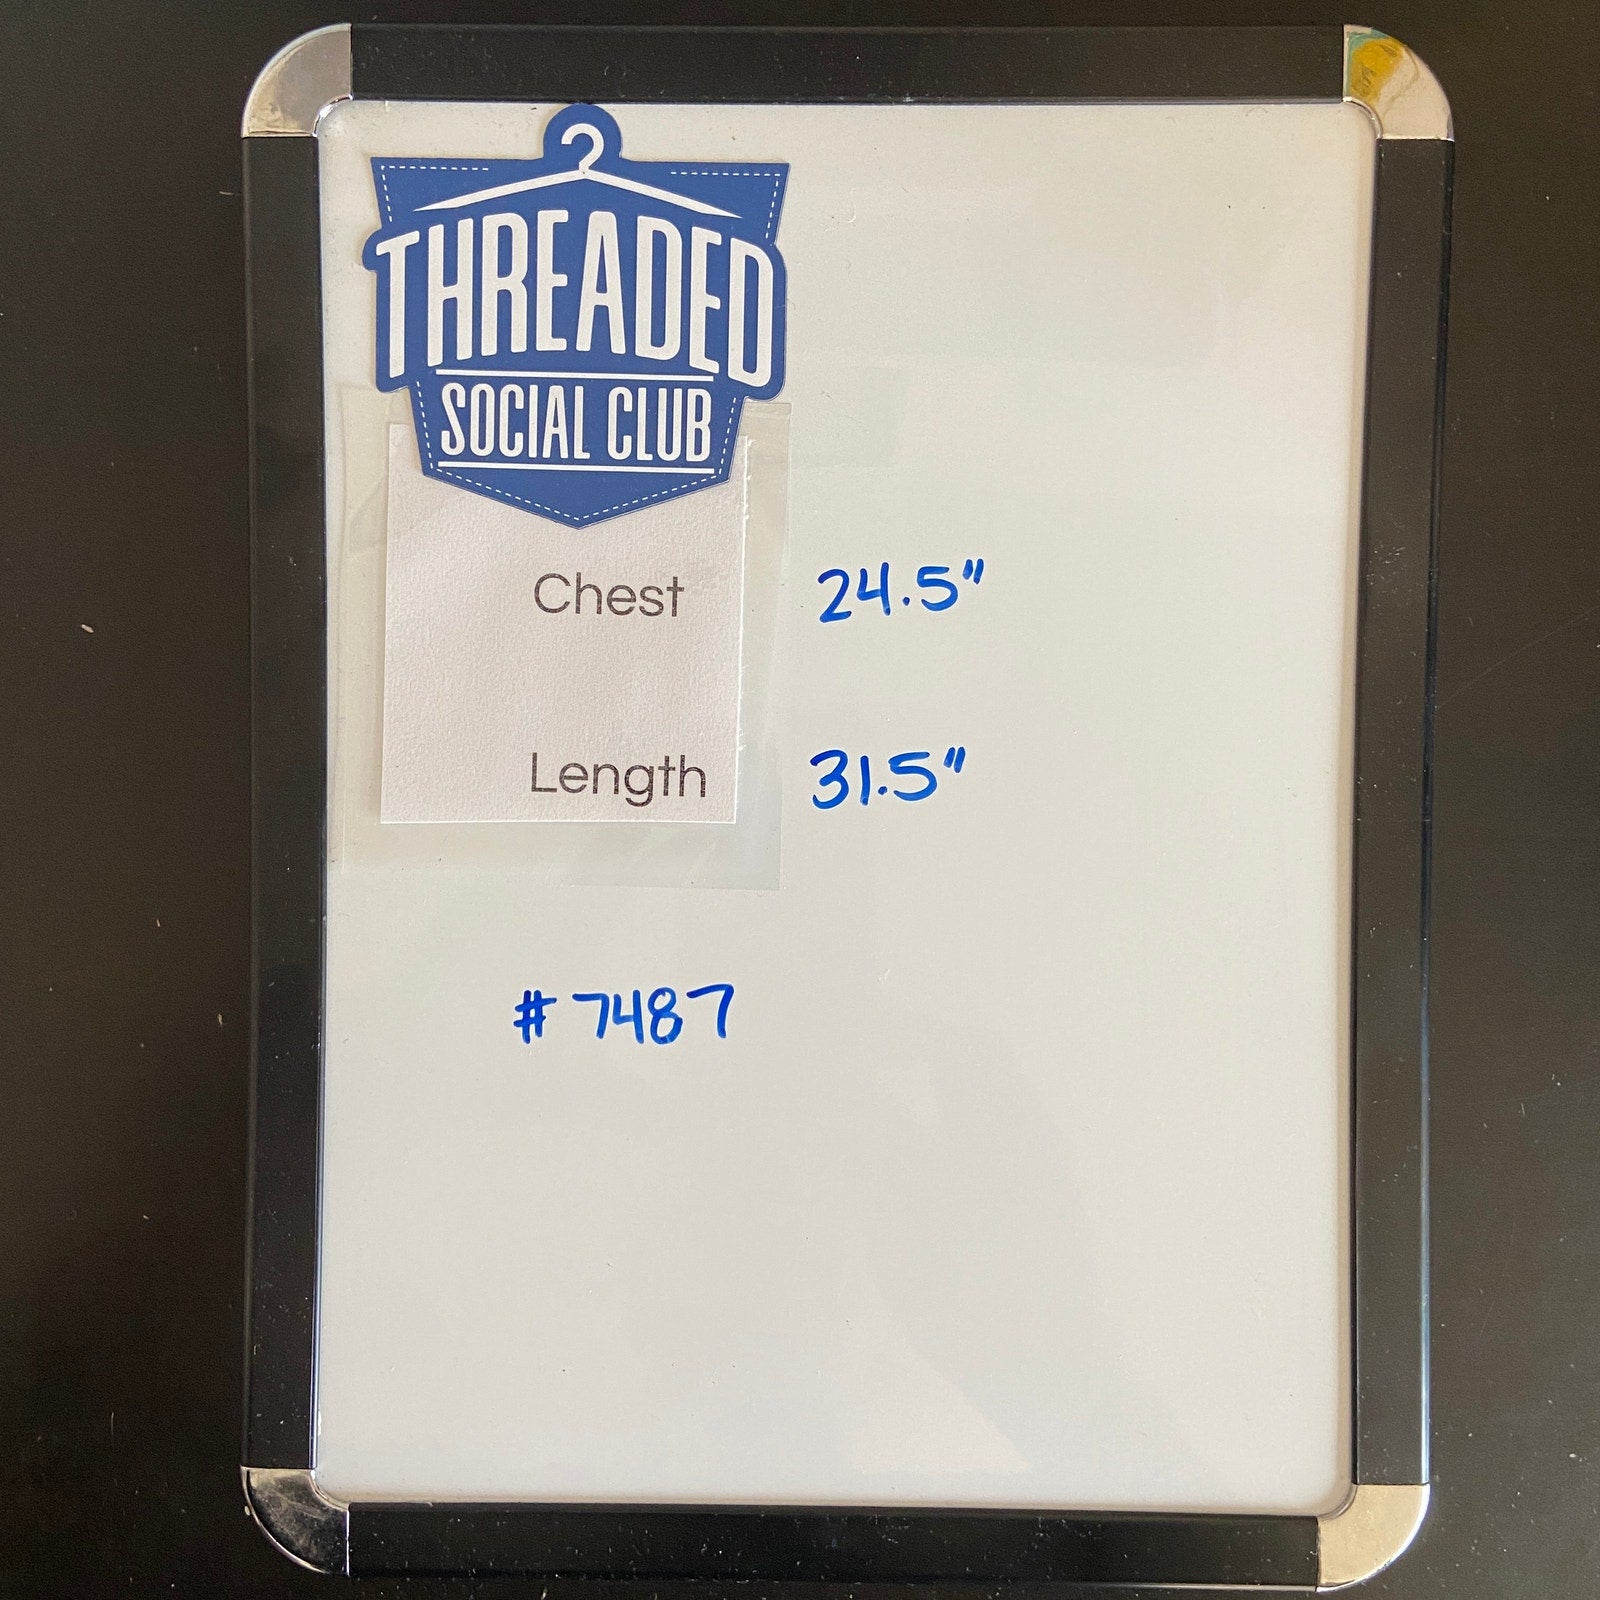 THREADED
SOCIAL CLUB
Chest 24.5"
Length 31.5"
# 7487